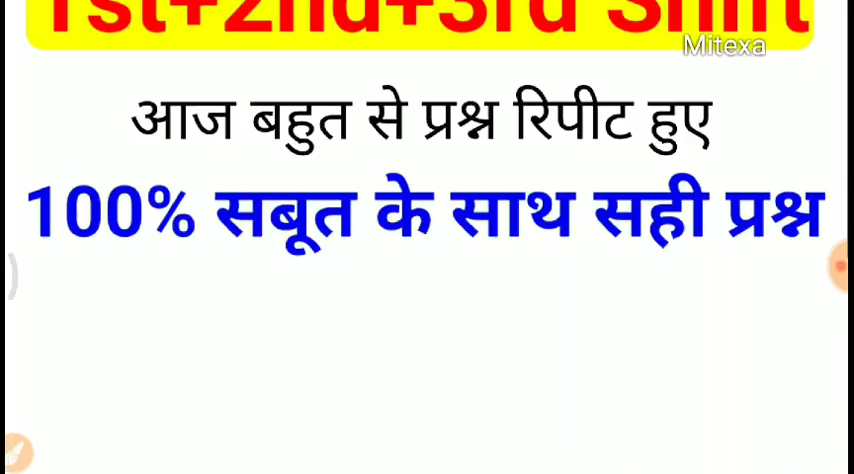 1st+2nd+3rd Shift
Mitexa
आज बहुत से प्रश्न रिपीट हुए
100% सबूत के साथ सही प्रश्न